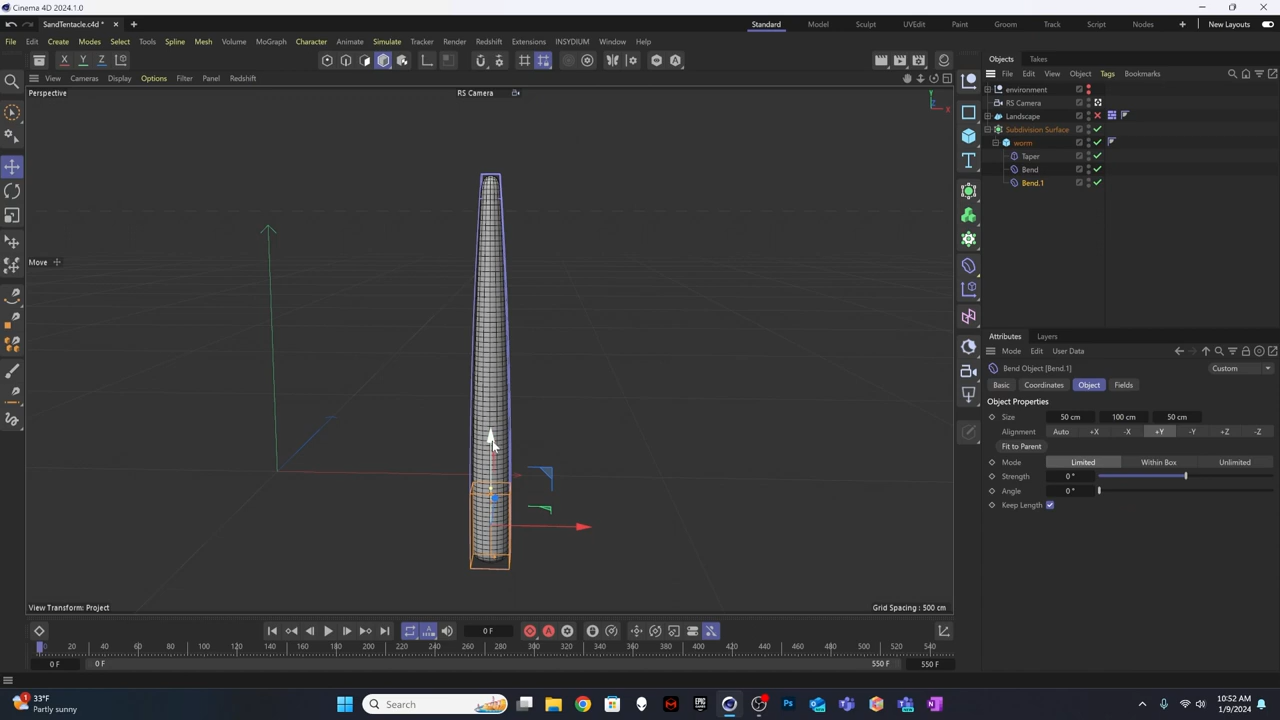 Cinema 4D 2024.1.0
SandTentacle.c4d *
Standard
Model
Sculpt
UVEdit
Paint
Groom
Track
Script
Nodes
New Layouts
File Edit Create Modes Select Tools Spline Mesh Volume MoGraph Character Animate Simulate Tracker Render Redshift Extensions INSYDIUM Window Help
View Cameras Display Options Filter Panel Redshift
Perspective
RS Camera
Y
X
Z
Move
View Transform: Project
Grid Spacing : 500 cm
Objects Takes
File Edit View Object Tags Bookmarks
environment
RS Camera
Landscape
Subdivision Surface
worm
Taper
Bend
Bend.1
Attributes Layers
Mode Edit User Data
Bend Object [Bend.1]
Custom
Basic Coordinates Object Fields
Object Properties
Size 50 cm 100 cm 50 cm
Alignment Auto +X -X +Y -Y +Z -Z
Fit to Parent
Mode Limited Within Box Unlimited
Strength 0 °
Angle 0 °
Keep Length
0 F
0 20 40 60 80 100 120 140 160 180 200 220 240 260 280 300 320 340 360 380 400 420 440 460 480 500 520 540
0 F 0 F 550 F 550 F
33°F
Partly sunny
Search
10:52 AM
1/9/2024